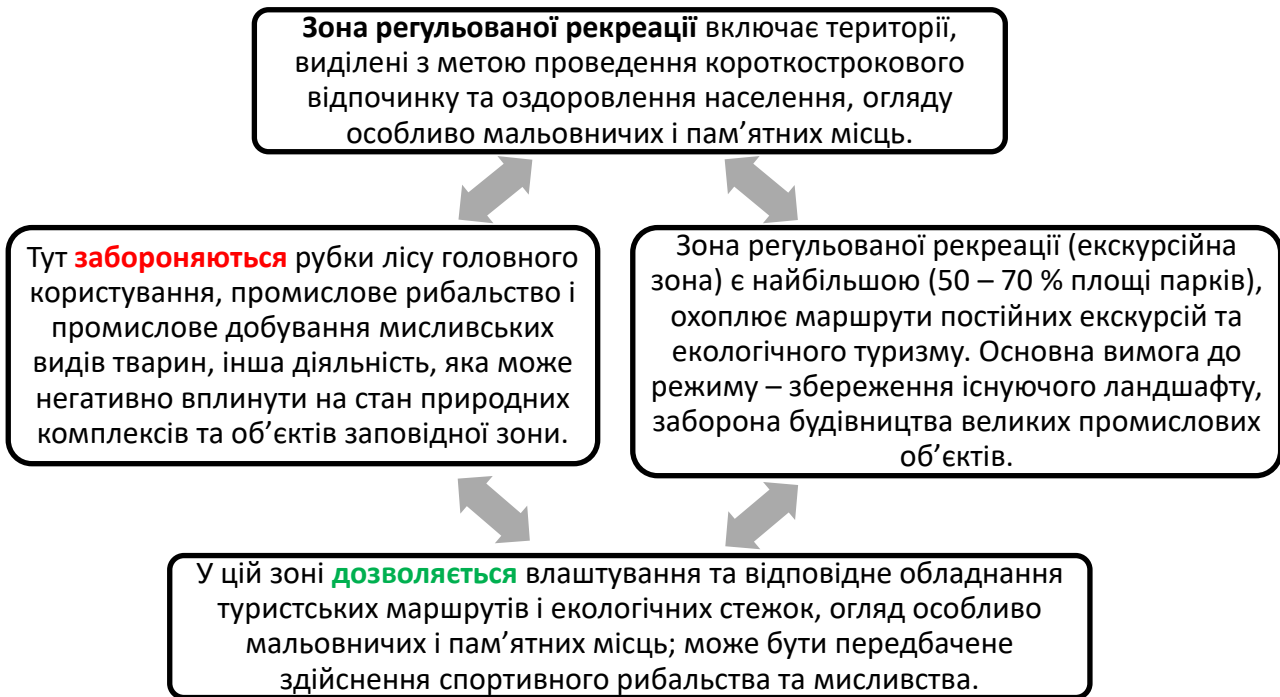 Зона регульованої рекреації включає території,
виділені з метою проведення короткострокового
відпочинку та оздоровлення населення, огляду
особливо мальовничих і пам’ятних місць.
Тут забороняються рубки лісу головного
користування, промислове рибальство і
промислове добування мисливських
видів тварин, інша діяльність, яка може
негативно вплинути на стан природних
комплексів та об’єктів заповідної зони.
Зона регульованої рекреації (екскурсійна
зона) є найбільшою (50 – 70 % площі парків),
охоплює маршрути постійних екскурсій та
екологічного туризму. Основна вимога до
режиму – збереження існуючого ландшафту,
заборона будівництва великих промислових
об’єктів.
У цій зоні дозволяється влаштування та відповідне обладнання
туристських маршрутів і екологічних стежок, огляд особливо
мальовничих і пам’ятних місць; може бути передбачене
здійснення спортивного рибальства та мисливства.